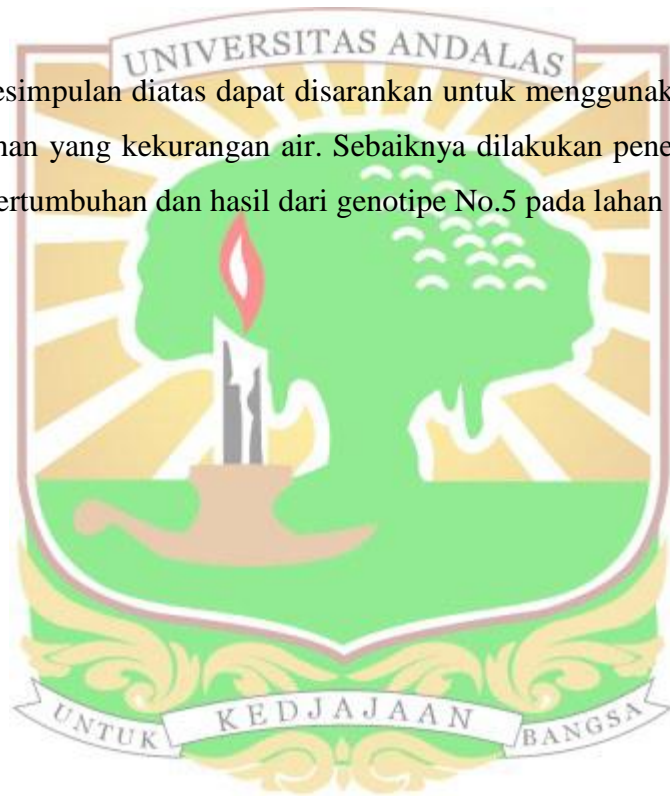 UNIVERSITAS ANDALAS
esimpulan diatas dapat disarankan untuk menggunak
han yang kekurangan air. Sebaiknya dilakukan pene
ertumbuhan dan hasil dari genotipe No.5 pada lahan
UNTUK KEDJAJAAN BANGSA